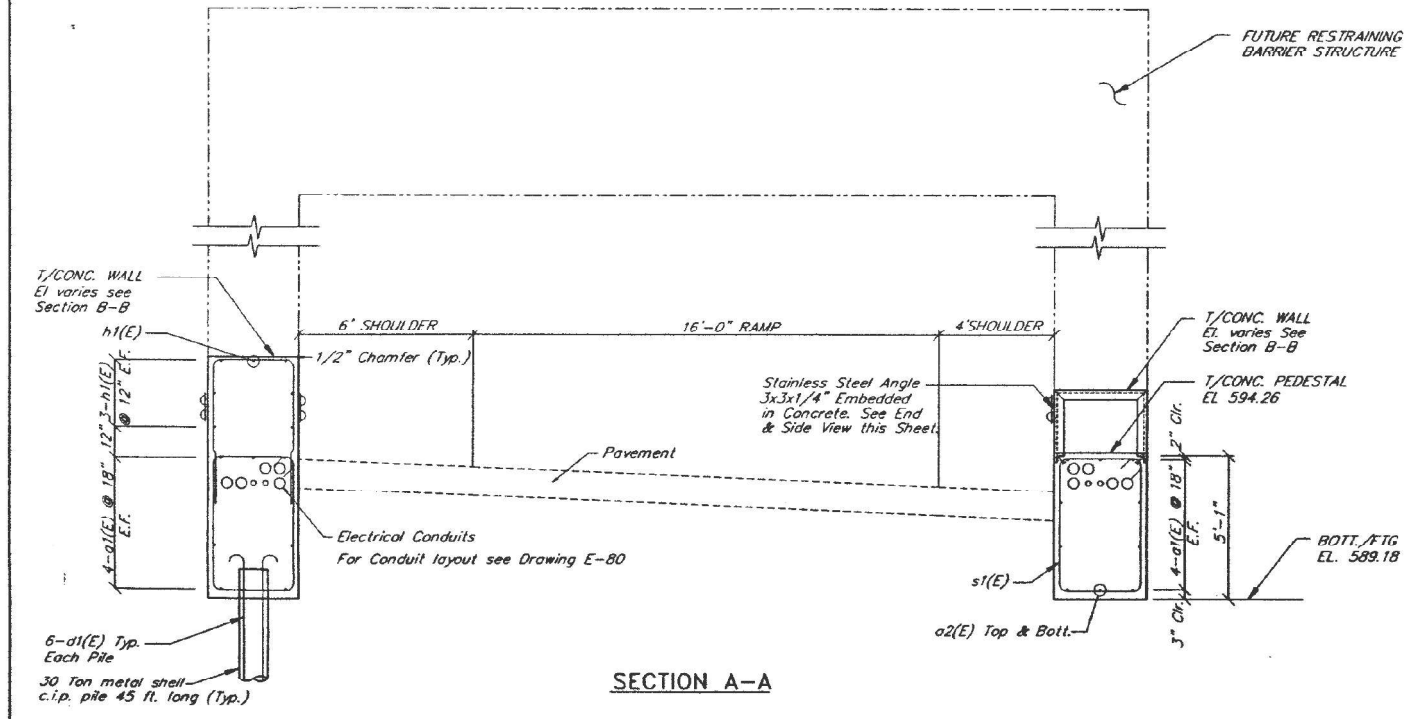 FUTURE RESTRAINING
BARRIER STRUCTURE
T/CONC. WALL
El varies see
Section B-B
h1(E)
6' SHOULDER
16'-0" RAMP
4' SHOULDER
1/2" Chamfer (Typ.)
T/CONC. WALL
El. varies See
Section B-B
Stainless Steel Angle
3x3x1/4" Embedded
in Concrete. See End
& Side View this Sheet.
T/CONC. PEDESTAL
EL 594.26
3-h1(E)
@ 12" E.F.
12"
4-a1(E) @ 18"
E.F.
Pavement
2" Clr.
4-a1(E) @ 18"
E.F.
5'-1"
3" Clr.
Electrical Conduits
For Conduit layout see Drawing E-80
BOTT./FTG
EL. 589.18
s1(E)
a2(E) Top & Bott.
6-d1(E) Typ.
Each Pile
30 Ton metal shell
c.i.p. pile 45 ft. long (Typ.)
SECTION A-A